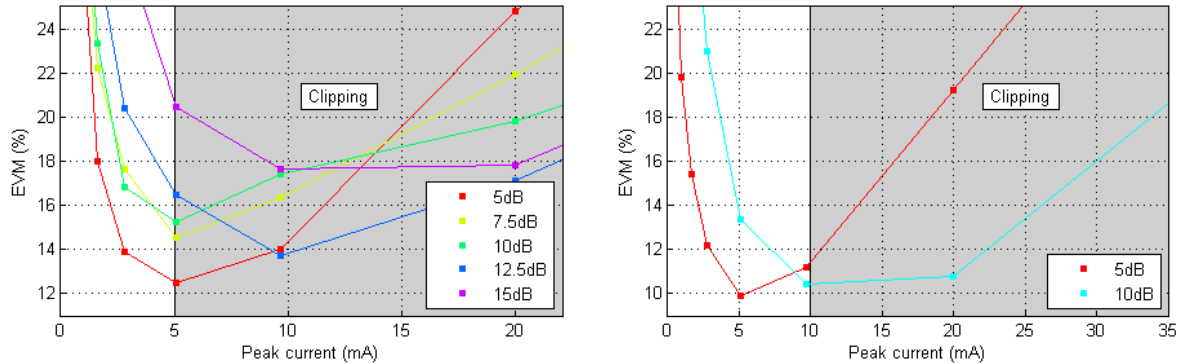 24
22
20
18
16
14
12
EVM (%)
Clipping
5dB
7.5dB
10dB
12.5dB
15dB
0 5 10 15 20
Peak current (mA)
22
20
18
16
14
12
10
EVM (%)
Clipping
5dB
10dB
0 5 10 15 20 25 30 35
Peak current (mA)